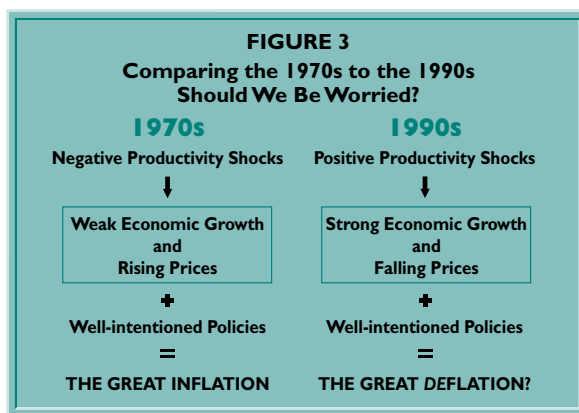 FIGURE 3
Comparing the 1970s to the 1990s
Should We Be Worried?
1970s
Negative Productivity Shocks
Weak Economic Growth
and
Rising Prices
+
Well-intentioned Policies
=
THE GREAT INFLATION
1990s
Positive Productivity Shocks
Strong Economic Growth
and
Falling Prices
+
Well-intentioned Policies
=
THE GREAT DEFLATION?